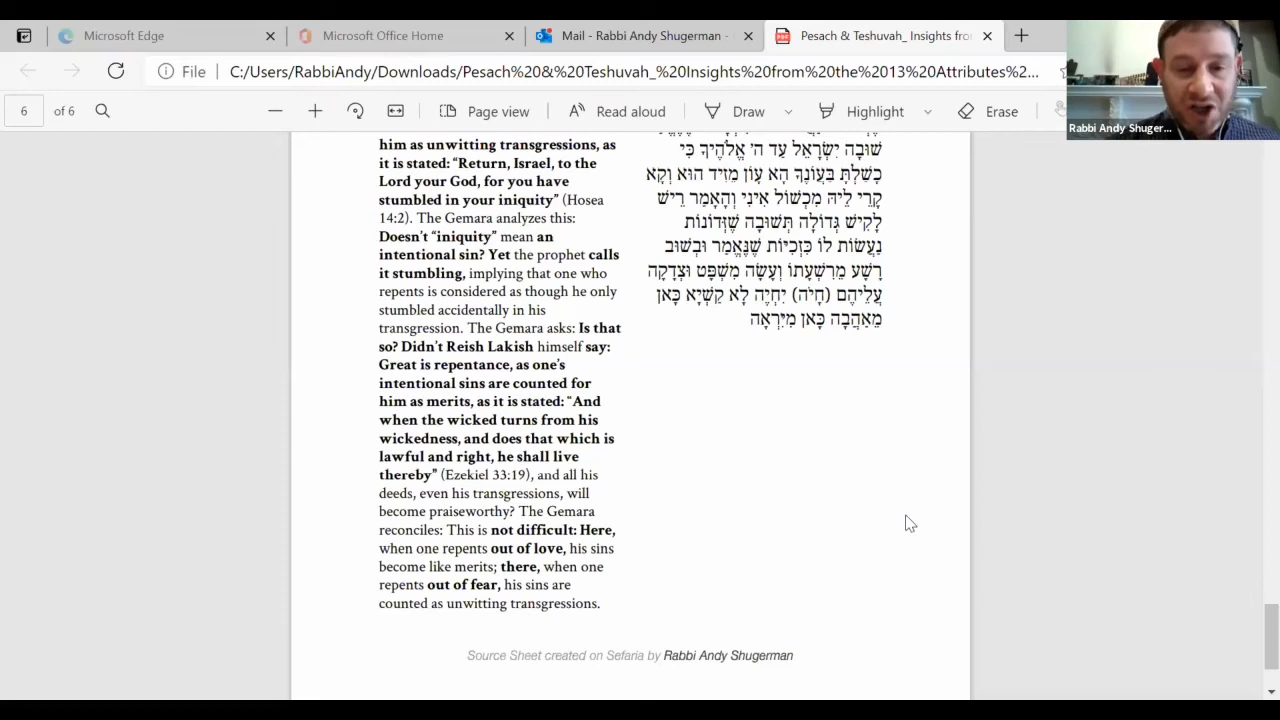 Microsoft Edge
Microsoft Office Home
Mail - Rabbi Andy Shugerman -
Pesach & Teshuvah_ Insights fro
File
C:/Users/RabbiAndy/Downloads/Pesach%20&%20Teshuvah_%20Insights%20from%20the%2013%20Attributes%2...
6 of 6
Page view
Read aloud
Draw
Highlight
Erase
Rabbi Andy Shuger...
him as unwitting transgressions, as
it is stated: “Return, Israel, to the
Lord your God, for you have
stumbled in your iniquity” (Hosea
14:2). The Gemara analyzes this:
Doesn’t “iniquity” mean an
intentional sin? Yet the prophet calls
it stumbling, implying that one who
repents is considered as though he only
stumbled accidentally in his
transgression. The Gemara asks: Is that
so? Didn’t Reish Lakish himself say:
Great is repentance, as one’s
intentional sins are counted for
him as merits, as it is stated: “And
when the wicked turns from his
wickedness, and does that which is
lawful and right, he shall live
thereby” (Ezekiel 33:19), and all his
deeds, even his transgressions, will
become praiseworthy? The Gemara
reconciles: This is not difficult: Here,
when one repents out of love, his sins
become like merits; there, when one
repents out of fear, his sins are
counted as unwitting transgressions.
שׁוּבָה יִשְׂרָאֵל עַד ה׳ אֱלֹהֶיךָ כִּי
כָשַׁלְתָּ בַּעֲוֹנֶךָ הָא עָוֹן מֵזִיד הוּא וְקָא
קָרֵי לֵיהּ מִכְשׁוֹל אִינִי וְהָאָמַר רֵישׁ
לָקִישׁ גְּדוֹלָה תְּשׁוּבָה שֶׁזְּדוֹנוֹת
נַעֲשׂוֹת לוֹ כִּזְכִיּוֹת שֶׁנֶּאֱמַר וּבְשׁוּב
רָשָׁע מֵרִשְׁעָתוֹ וְעָשָׂה מִשְׁפָּט וּצְדָקָה
עֲלֵיהֶם (חָיֹה) יִחְיֶה לָא קַשְׁיָא כָּאן
מֵאַהֲבָה כָּאן מִיִּרְאָה
Source Sheet created on Sefaria by Rabbi Andy Shugerman